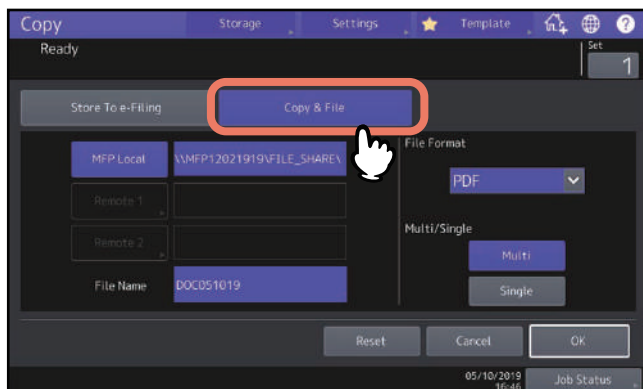 Copy
Storage
Settings
Template
?
Ready
Set
1
Store To e-Filing
Copy & File
MFP Local
\\MFP12021919\FILE_SHARE\
File Format
PDF
Remote 1
Remote 2
Multi/Single
Multi
File Name
DOC051019
Single
Reset
Cancel
OK
05/10/2019
16:46
Job Status